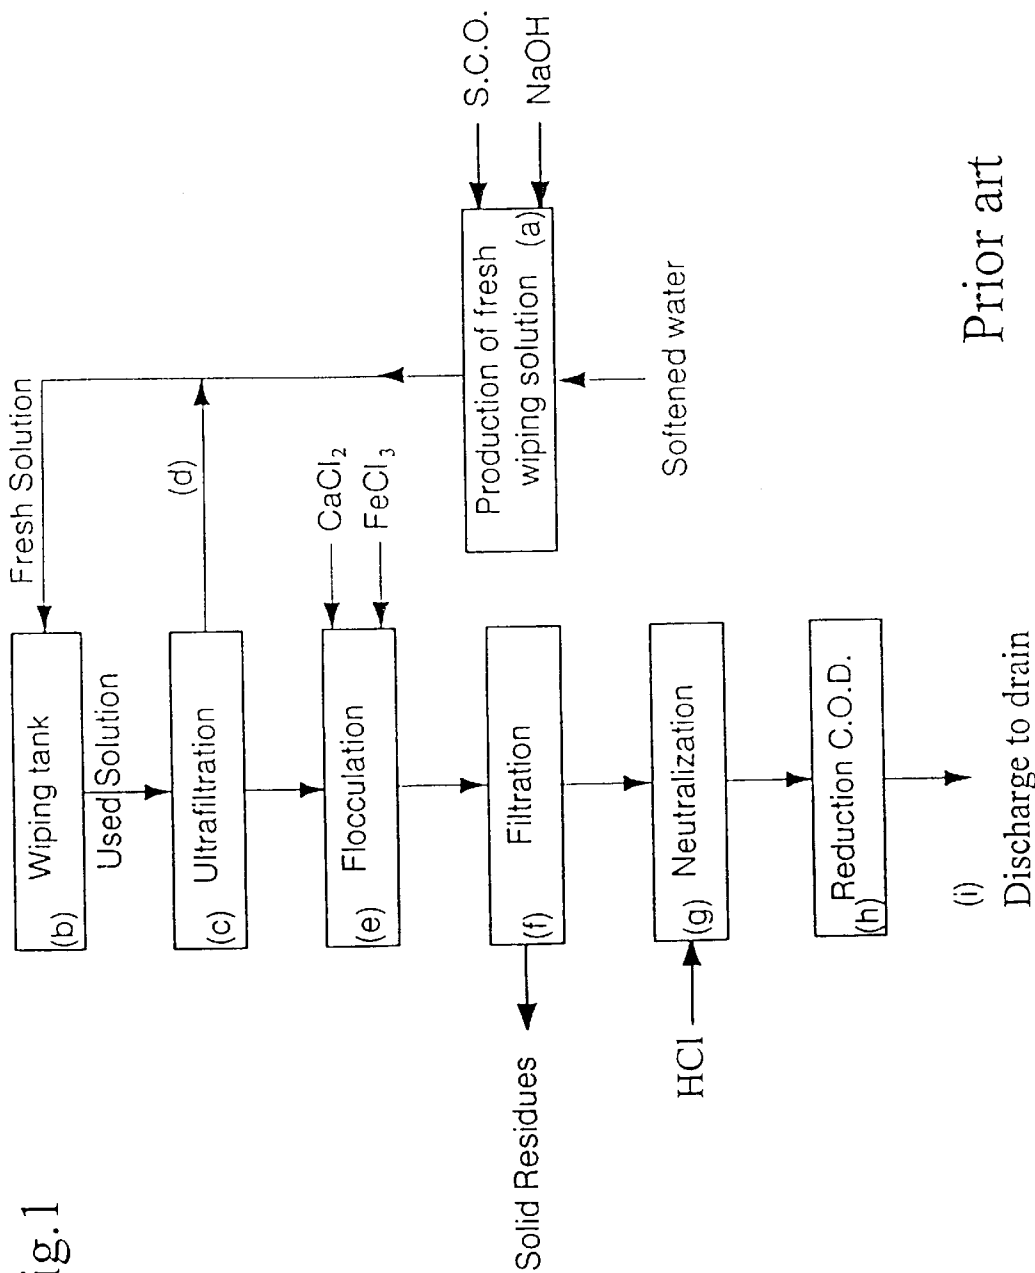 ig.1
Fresh Solution
(b) Wiping tank
Used Solution
(d)
(c) Ultrafiltration
CaCl₂
FeCl₃
(e) Flocculation
S.C.O.
NaOH
Production of fresh
wiping solution (a)
Softened water
Solid Residues
(f) Filtration
HCl
(g) Neutralization
(h) Reduction C.O.D.
(i)
Discharge to drain
Prior art